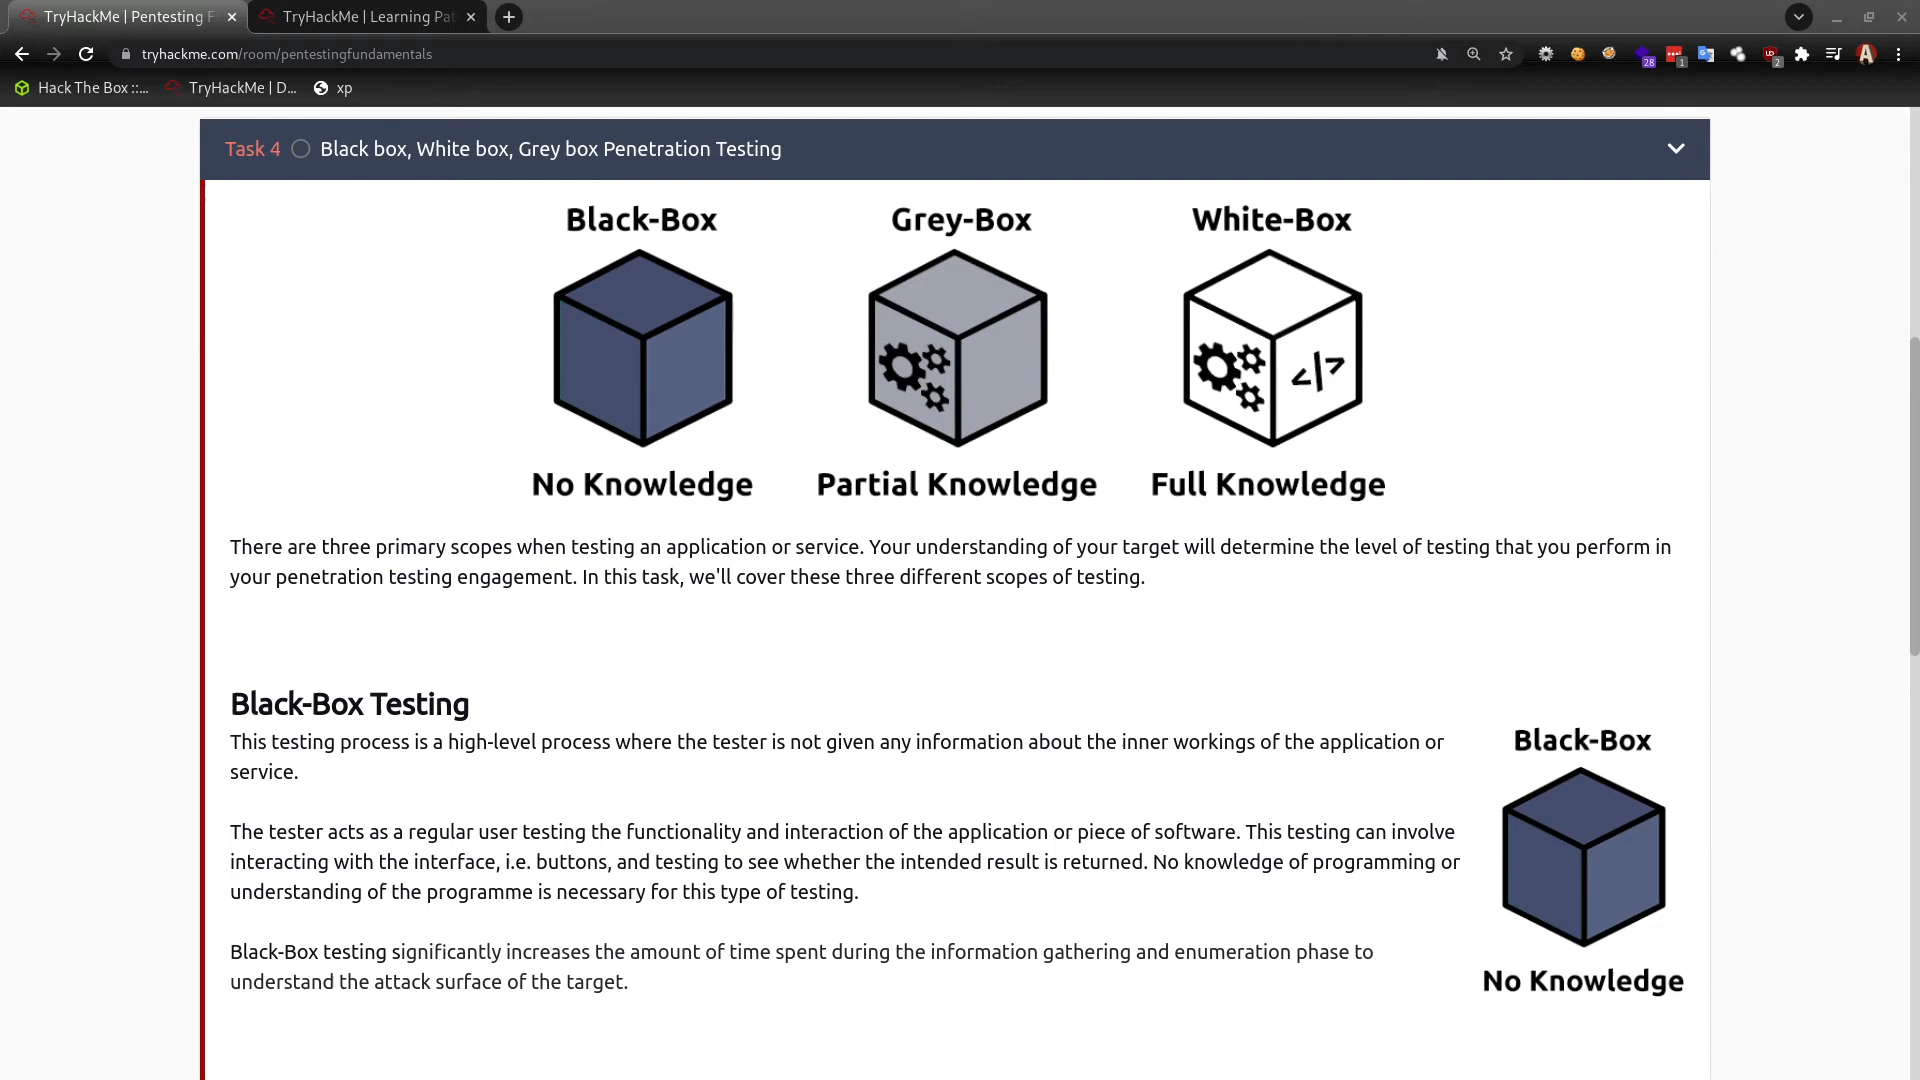 TryHackMe | Pentesting F
TryHackMe | Learning Pat
tryhackme.com/room/pentestingfundamentals
28
1
2
Hack The Box ::...
TryHackMe | D...
xp
Task 4
Black box, White box, Grey box Penetration Testing
Black-Box
Grey-Box
White-Box
</>
No Knowledge
Partial Knowledge
Full Knowledge
There are three primary scopes when testing an application or service. Your understanding of your target will determine the level of testing that you perform in
your penetration testing engagement. In this task, we'll cover these three different scopes of testing.
Black-Box Testing
This testing process is a high-level process where the tester is not given any information about the inner workings of the application or
service.
The tester acts as a regular user testing the functionality and interaction of the application or piece of software. This testing can involve
interacting with the interface, i.e. buttons, and testing to see whether the intended result is returned. No knowledge of programming or
understanding of the programme is necessary for this type of testing.
Black-Box testing significantly increases the amount of time spent during the information gathering and enumeration phase to
understand the attack surface of the target.
Black-Box
No Knowledge